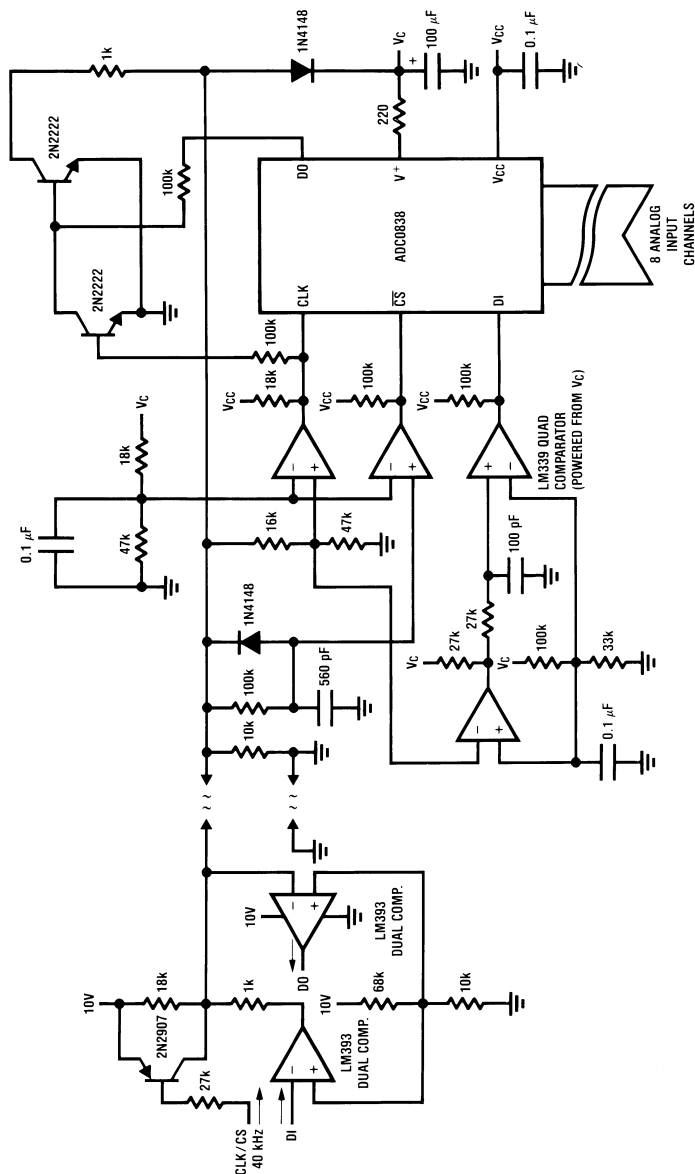 10V
2N2907
18k
27k
CLK/CS
40 kHz
DI
1k
LM393
DUAL COMP.
10V
68k
10k
10V
DO
LM393
DUAL COMP.
~ ~
~ ~
10k
100k
560 pF
1N4148
16k
47k
0.1 µF
47k
18k
VC
VCC
18k
100k
VCC
100k
VCC
100k
LM339 QUAD
COMPARATOR
(POWERED FROM VC)
VC
27k
27k
100 pF
VC
100k
33k
0.1 µF
2N2222
2N2222
1k
100k
1N4148
CLK
CS
DI
ADC0838
DO
V+
VCC
220
VC
+
100 µF
VCC
0.1 µF
8 ANALOG
INPUT
CHANNELS